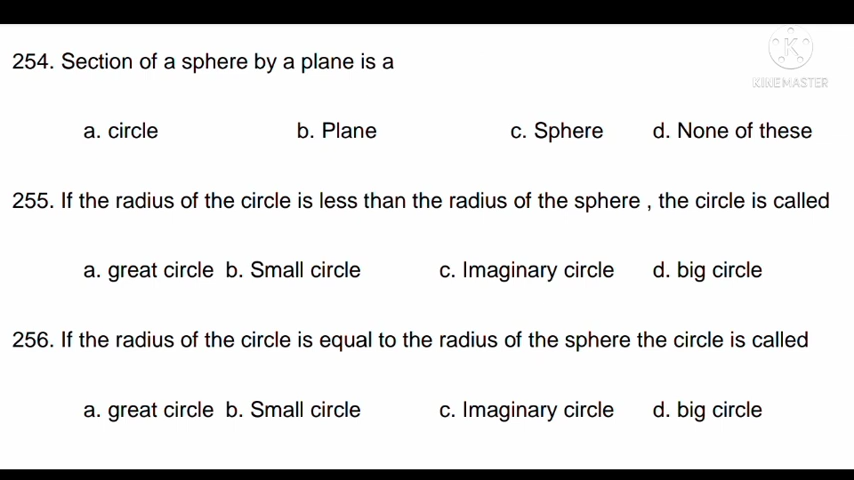 K
KINEMASTER
254. Section of a sphere by a plane is a
a. circle b. Plane c. Sphere d. None of these
255. If the radius of the circle is less than the radius of the sphere , the circle is called
a. great circle b. Small circle c. Imaginary circle d. big circle
256. If the radius of the circle is equal to the radius of the sphere the circle is called
a. great circle b. Small circle c. Imaginary circle d. big circle